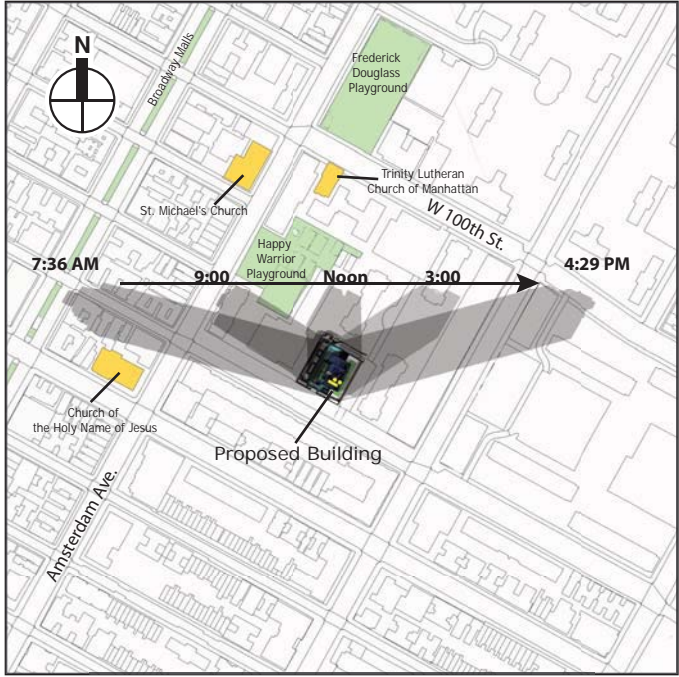 N
Broadway Malls
Frederick
Douglass
Playground
Trinity Lutheran
Church of Manhattan
St. Michael's Church
W 100th St.
Happy
Warrior
Playground
7:36 AM
9:00
Noon
3:00
4:29 PM
Church of
the Holy Name of Jesus
Proposed Building
Amsterdam Ave.